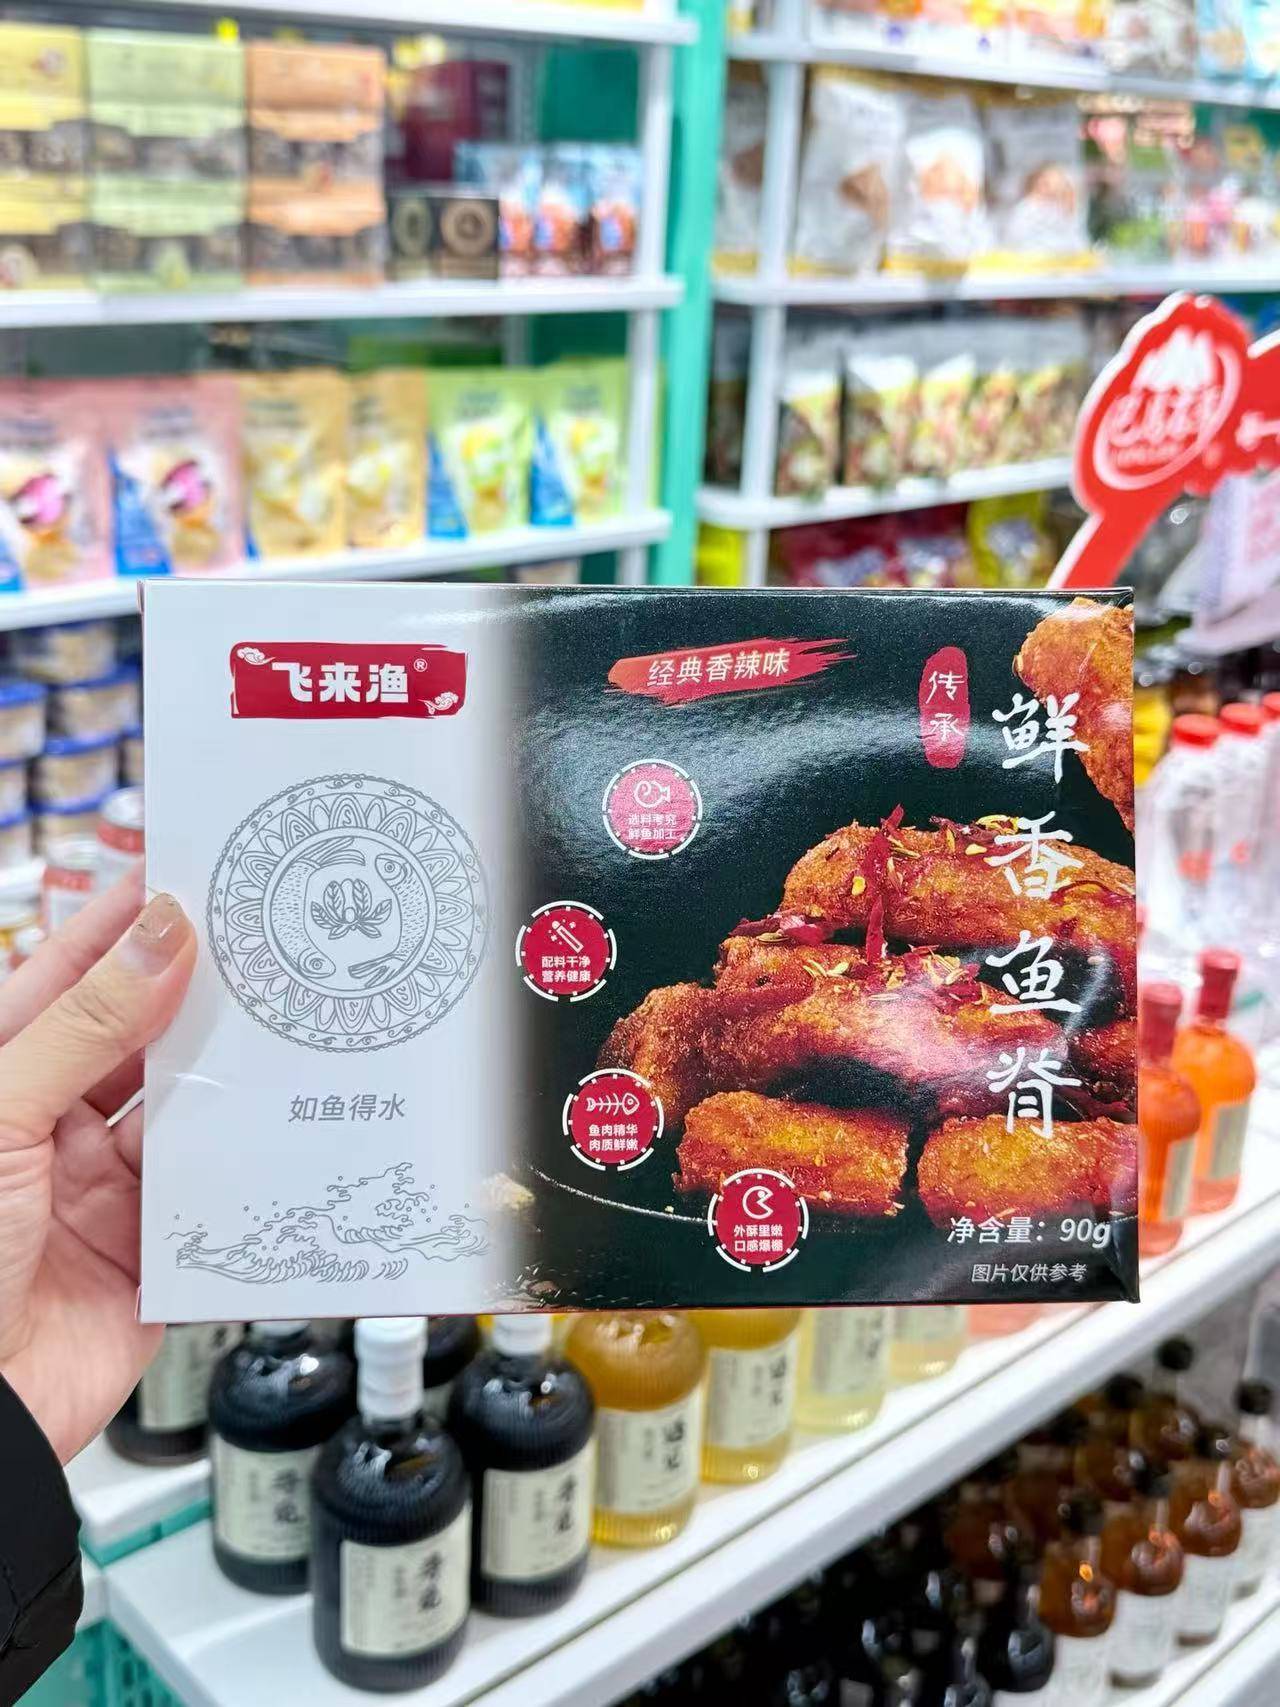 飞来渔®
如鱼得水
经典香辣味
传承
鲜香鱼脊
选料考究
鲜鱼加工
配料干净
营养健康
鱼肉精华
肉质鲜嫩
外酥里嫩
口感爆棚
净含量：90g
图片仅供参考